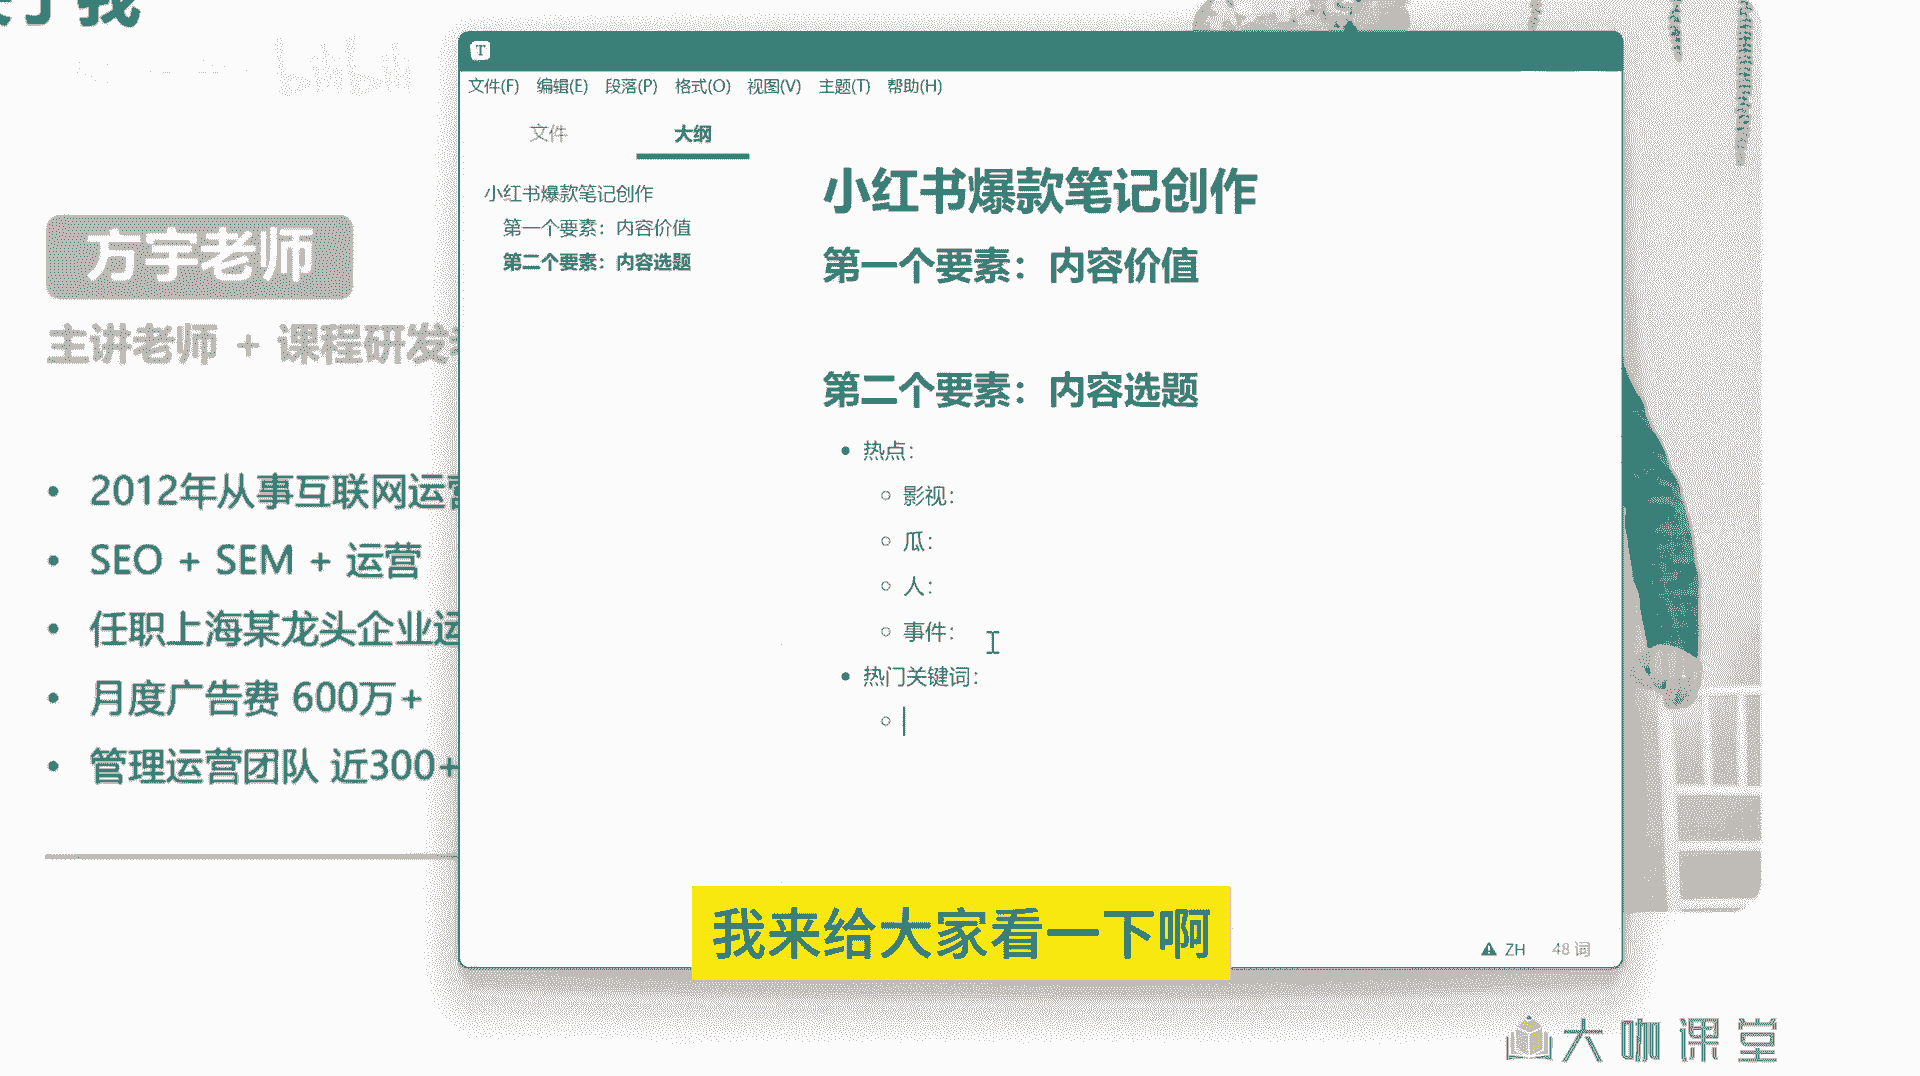 我
bilibili
T
文件(F) 编辑(E) 段落(P) 格式(O) 视图(V) 主题(T) 帮助(H)
文件 大纲
小红书爆款笔记创作
第一个要素：内容价值
第二个要素：内容选题
小红书爆款笔记创作
第一个要素：内容价值
第二个要素：内容选题
• 热点：
○ 影视：
○ 瓜：
○ 人：
○ 事件：
• 热门关键词：
方宇老师
主讲老师 + 课程研发
• 2012年从事互联网运营
• SEO + SEM + 运营
• 任职上海某龙头企业运
• 月度广告费 600万+
• 管理运营团队 近300+
我来给大家看一下啊
ZH 48 词
大咖课堂